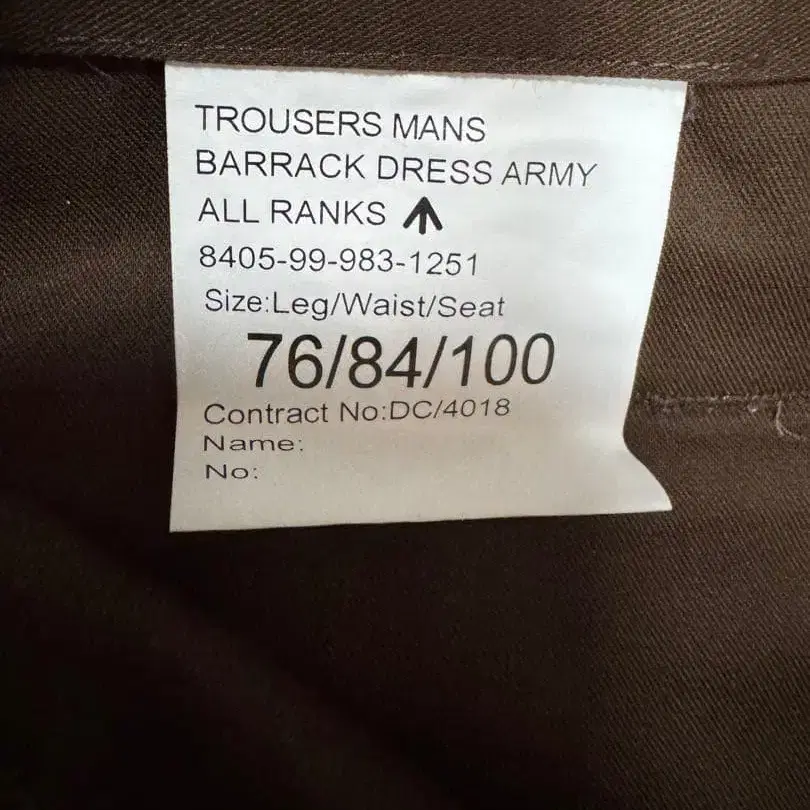 TROUSERS MANS
BARRACK DRESS ARMY
ALL RANKS
8405-99-983-1251
Size:Leg/Waist/Seat
76/84/100
Contract No:DC/4018
Name:
No: